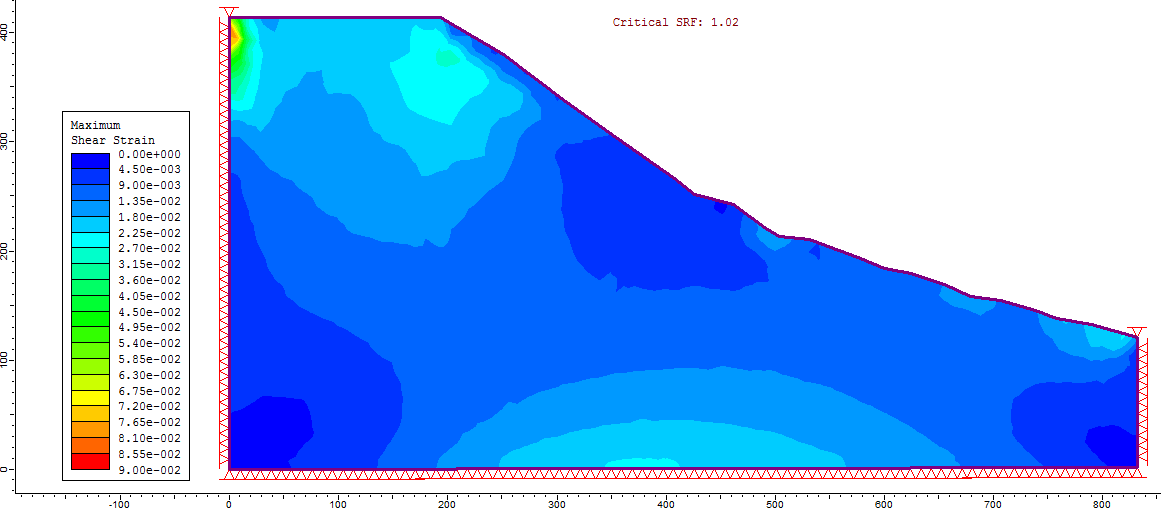 Critical SRF: 1.02
Maximum
Shear Strain
0.00e+000
4.50e-003
9.00e-003
1.35e-002
1.80e-002
2.25e-002
2.70e-002
3.15e-002
3.60e-002
4.05e-002
4.50e-002
4.95e-002
5.40e-002
5.85e-002
6.30e-002
6.75e-002
7.20e-002
7.65e-002
8.10e-002
8.55e-002
9.00e-002
400
300
200
100
0
-100
0
100
200
300
400
500
600
700
800